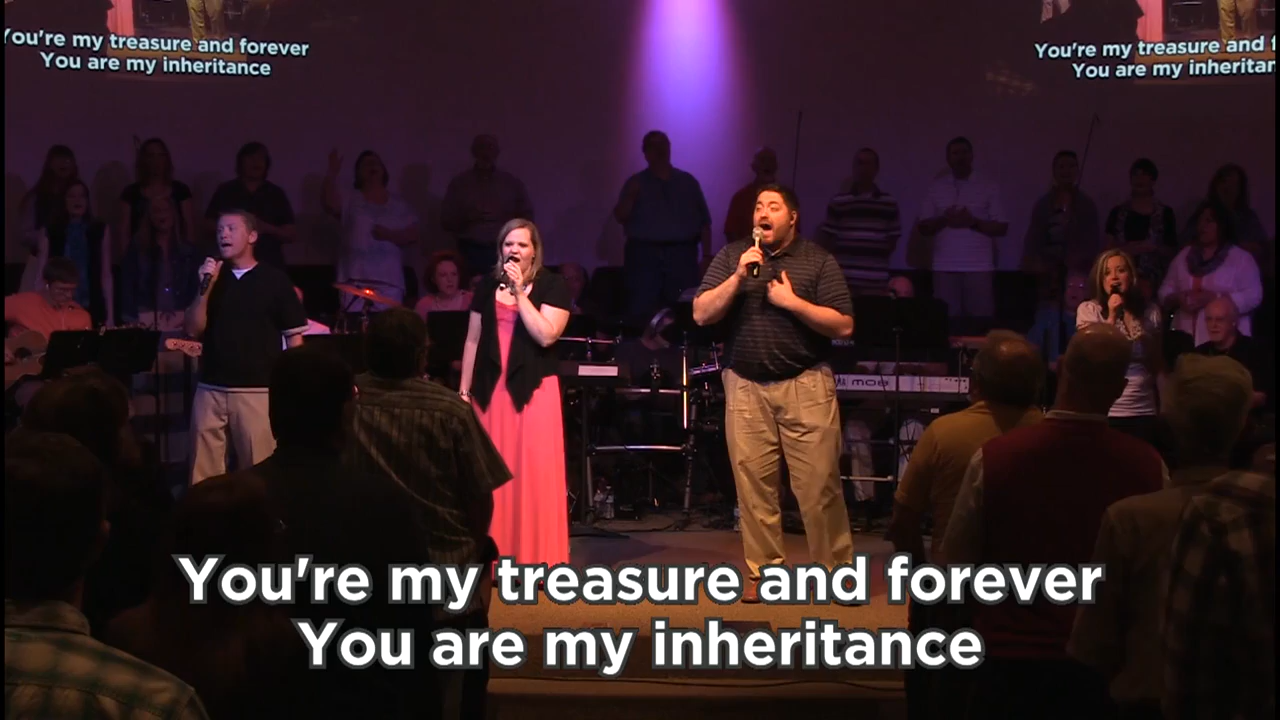 You're my treasure and forever
You are my inheritance
You're my treasure and
You are my
MOB
You're my treasure and forever
You are my inheritance